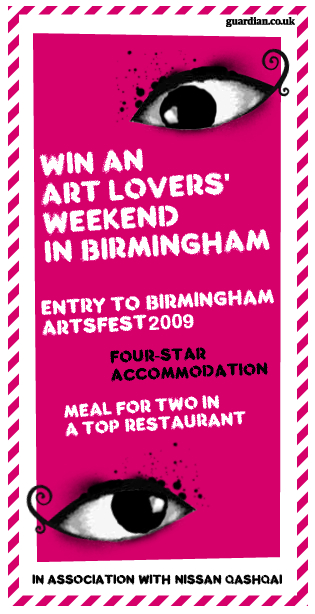 guardian.co.uk
WIN AN
ART LOVERS'
WEEKEND
IN BIRMINGHAM
ENTRY TO BIRMINGHAM
ARTSFEST 2009
FOUR-STAR
ACCOMMODATION
MEAL FOR TWO IN
A TOP RESTAURANT
IN ASSOCIATION WITH NISSAN QASHQAI